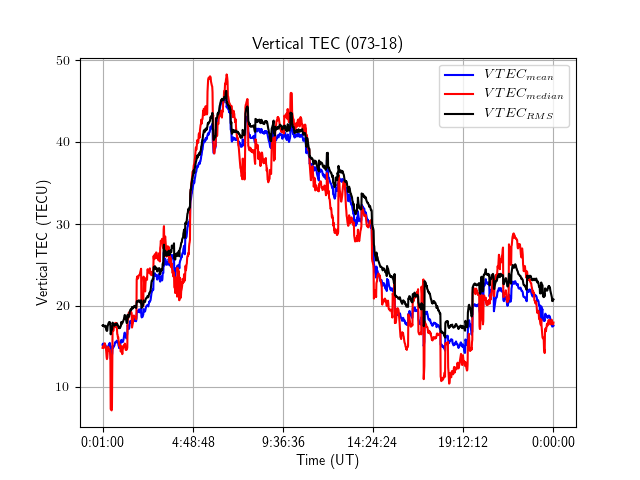 Vertical TEC (073-18)
VTEC_mean
VTEC_median
VTEC_RMS
Vertical TEC (TECU)
50
40
30
20
10
0:01:00 4:48:48 9:36:36 14:24:24 19:12:12 0:00:00
Time (UT)